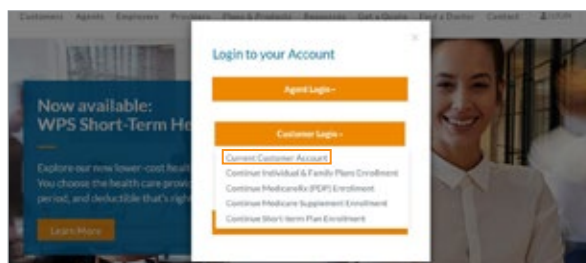 Customers Agents Employers Providers Plans & Products Resources Get a Quote Find a Doctor Contact LOGIN
Login to your Account
Agent Login
Now available:
WPS Short-Term He
Customer Login
Current Customer Account
Explore our new lower-cost healt
Continue Individual & Family Plans Enrollment
You choose the health care provi
Continue MedicareRx (PDP) Enrollment
period, and deductible that's right
Continue Medicare Supplement Enrollment
Continue Short-term Plan Enrollment
Learn More